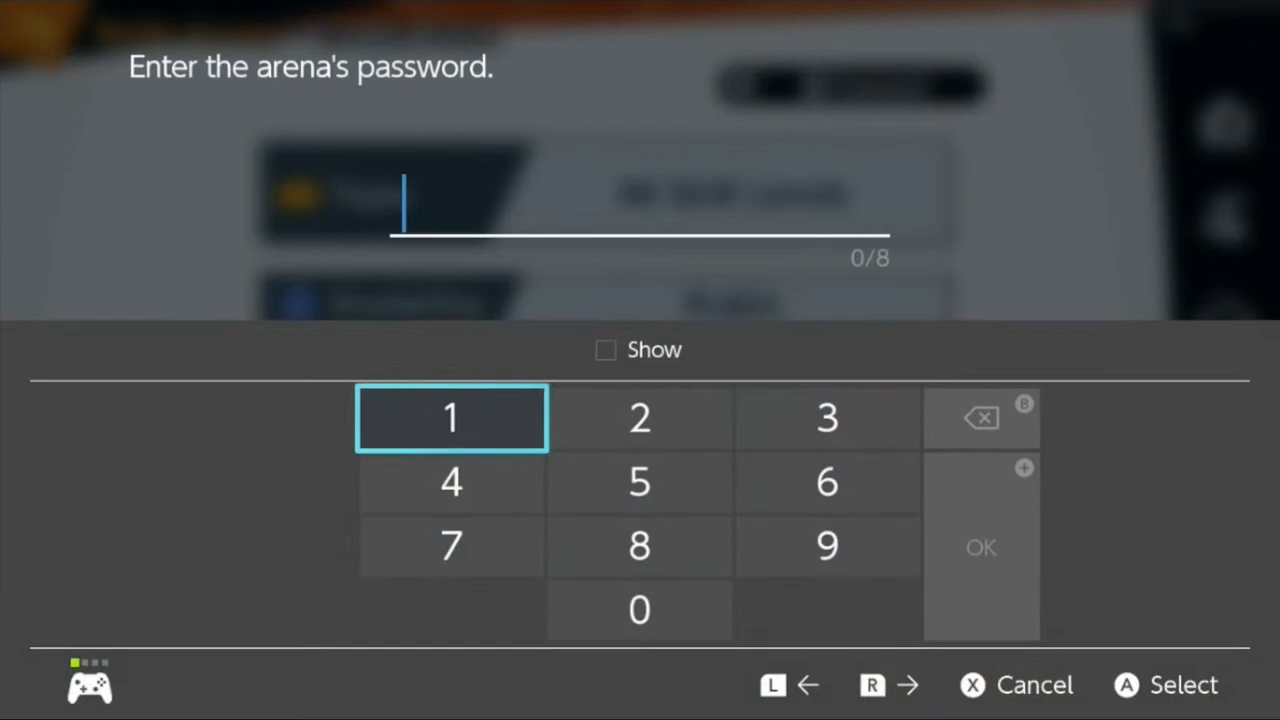 Enter the arena's password.
0/8
Show
1 2 3 B
4 5 6 +
7 8 9 OK
0
L ← R → X Cancel A Select